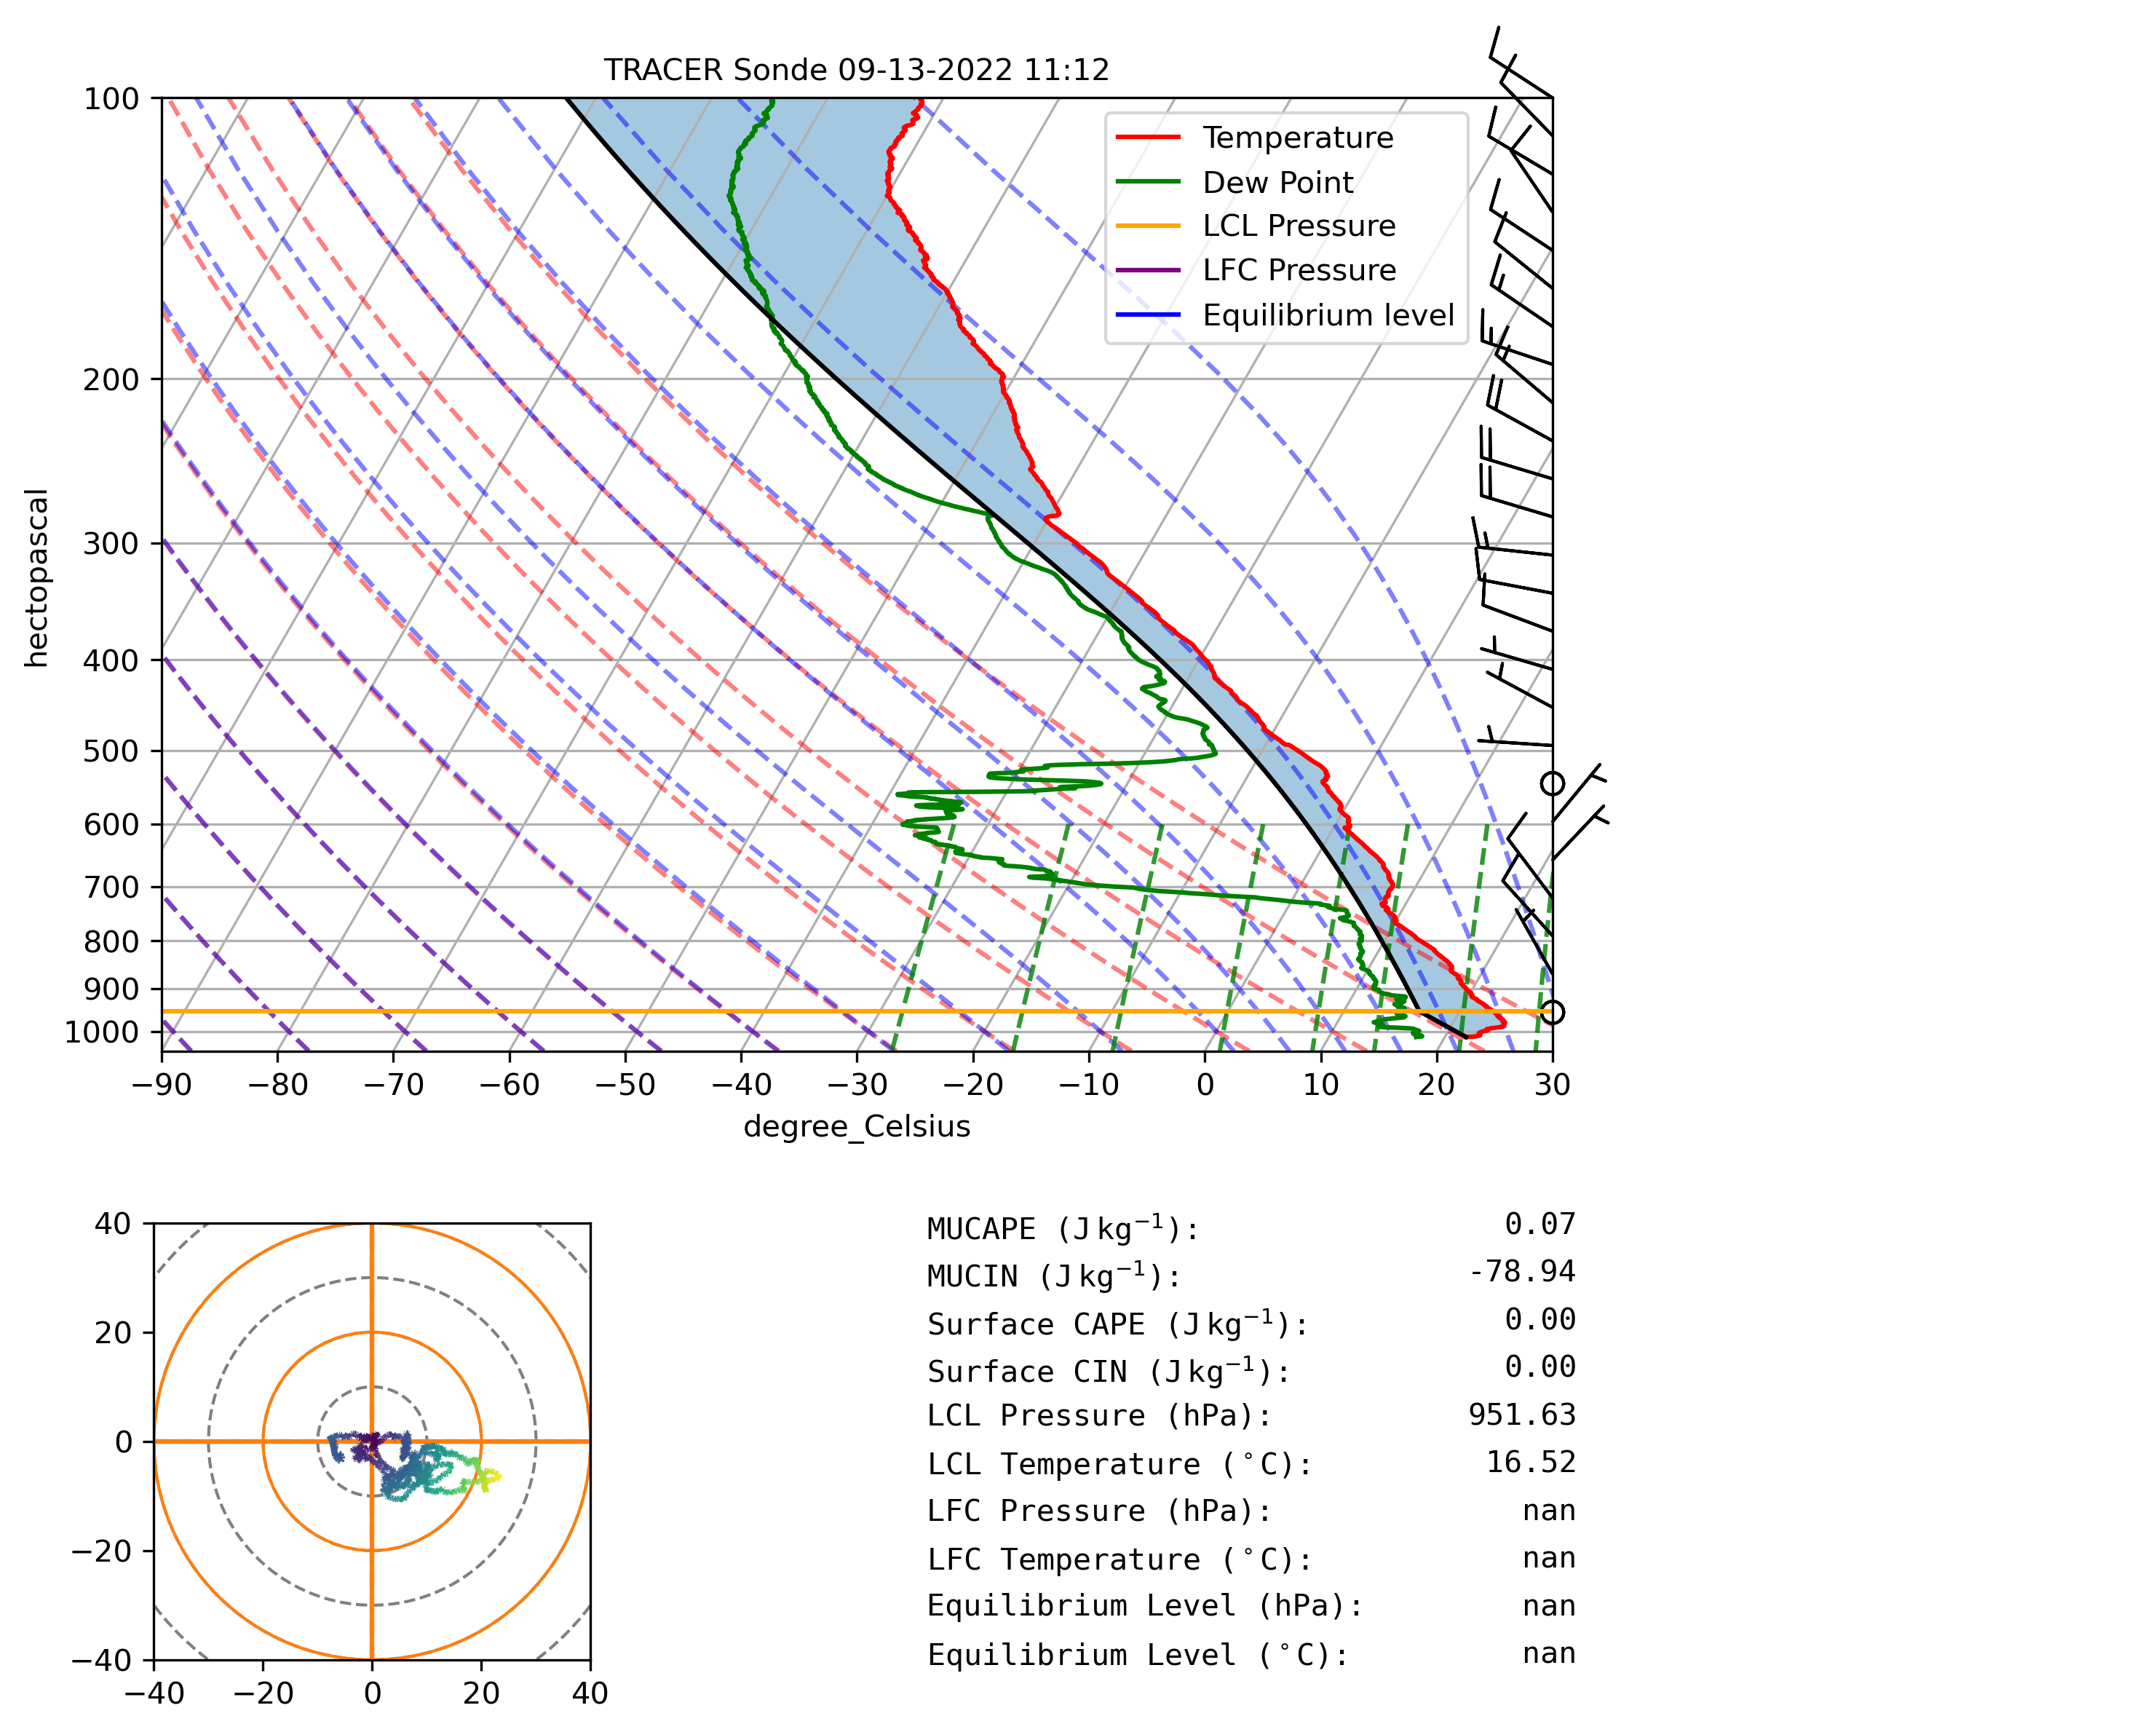 TRACER Sonde 09-13-2022 11:12
100
200
300
400
500
600
700
800
900
1000
hectopascal
−90 −80 −70 −60 −50 −40 −30 −20 −10 0 10 20 30
degree_Celsius
Temperature
Dew Point
LCL Pressure
LFC Pressure
Equilibrium level
40
20
0
−20
−40
−40 −20 0 20 40
MUCAPE (J kg⁻¹): 0.07
MUCIN (J kg⁻¹): -78.94
Surface CAPE (J kg⁻¹): 0.00
Surface CIN (J kg⁻¹): 0.00
LCL Pressure (hPa): 951.63
LCL Temperature (°C): 16.52
LFC Pressure (hPa): nan
LFC Temperature (°C): nan
Equilibrium Level (hPa): nan
Equilibrium Level (°C): nan